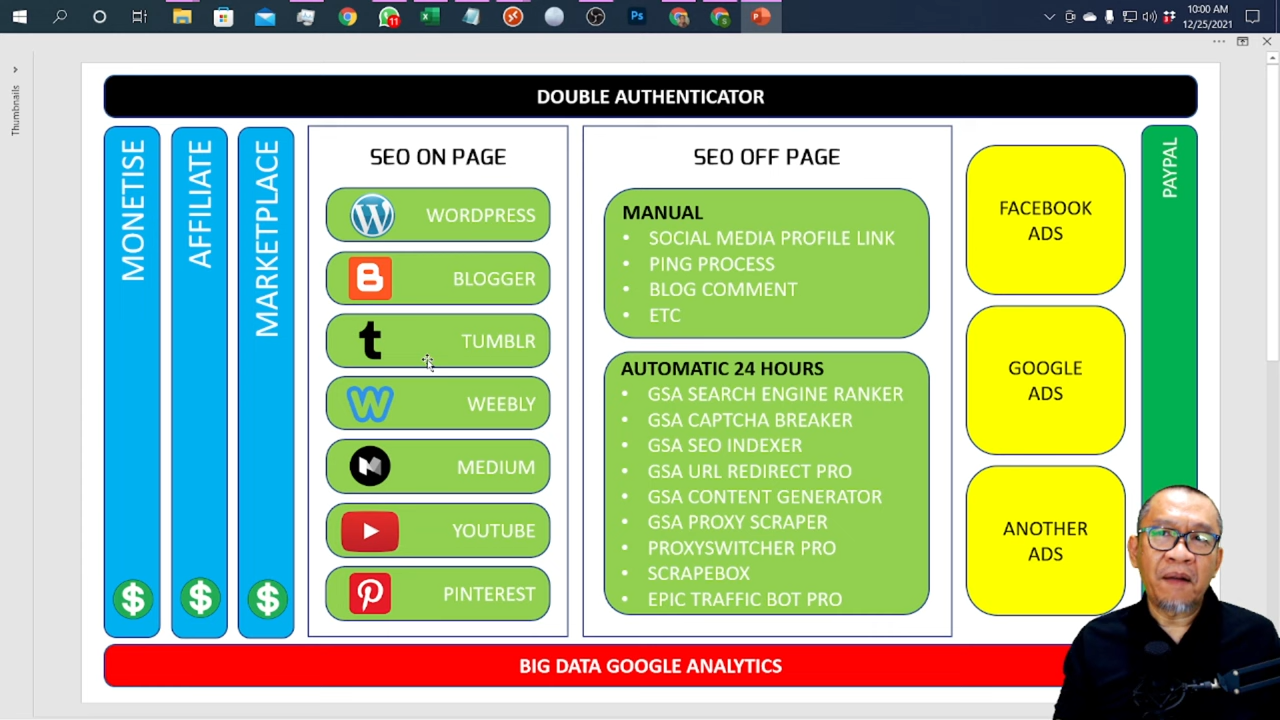 10:00 AM
12/25/2021
11
Ps
Thumbnails
DOUBLE AUTHENTICATOR
MONETISE
AFFILIATE
MARKETPLACE
SEO ON PAGE
WORDPRESS
BLOGGER
TUMBLR
WEEBLY
MEDIUM
YOUTUBE
PINTEREST
SEO OFF PAGE
MANUAL
• SOCIAL MEDIA PROFILE LINK
• PING PROCESS
• BLOG COMMENT
• ETC
AUTOMATIC 24 HOURS
• GSA SEARCH ENGINE RANKER
• GSA CAPTCHA BREAKER
• GSA SEO INDEXER
• GSA URL REDIRECT PRO
• GSA CONTENT GENERATOR
• GSA PROXY SCRAPER
• PROXYSWITCHER PRO
• SCRAPEBOX
• EPIC TRAFFIC BOT PRO
FACEBOOK
ADS
GOOGLE
ADS
ANOTHER
ADS
PAYPAL
BIG DATA GOOGLE ANALYTICS